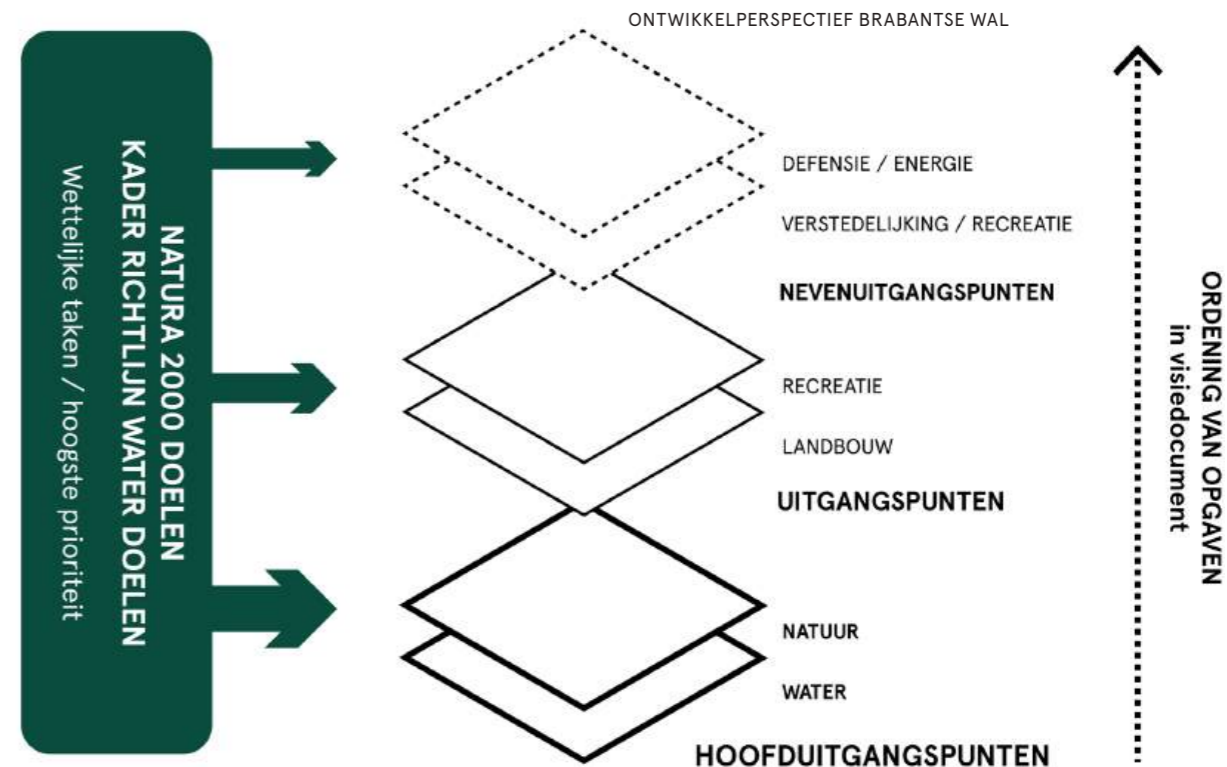 ONTWIKKELPERSPECTIEF BRABANTSE WAL
NATURA 2000 DOELEN
KADER RICHTLIJN WATER DOELEN
Wettelijke taken / hoogste prioriteit
DEFENSIE / ENERGIE
VERSTEDELIJKING / RECREATIE
NEVENUITGANGSPUNTEN
RECREATIE
LANDBOUW
UITGANGSPUNTEN
NATUUR
WATER
HOOFDUITGANGSPUNTEN
ORDENING VAN OPGAVEN
in visiedocument